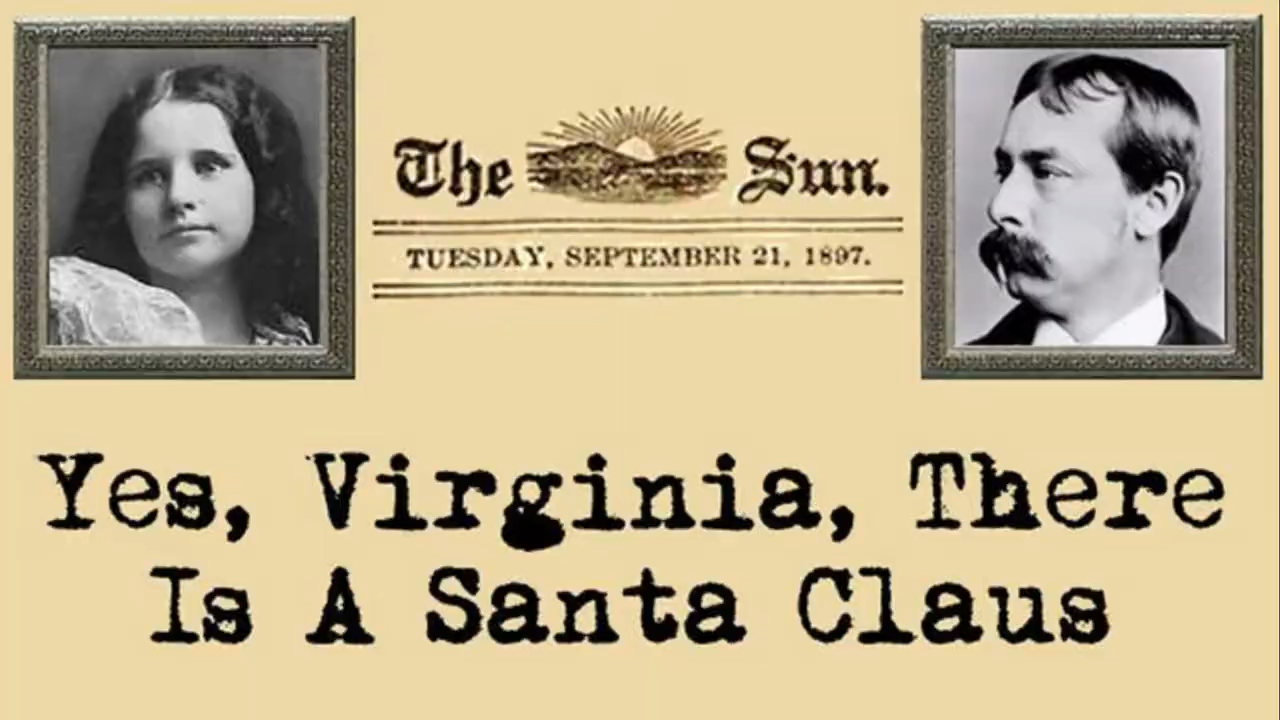 The Sun.
TUESDAY, SEPTEMBER 21, 1897.
Yes, Virginia, There
Is A Santa Claus